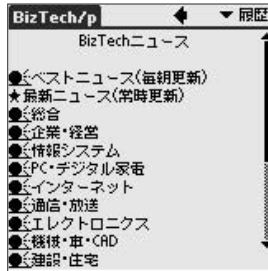 BizTech/p ▼履歴
BizTechニュース
●ベストニュース(毎朝更新)
★最新ニュース(常時更新)
●総合
●企業・経営
●情報システム
●PC・デジタル家電
●インターネット
●通信・放送
●エレクトロニクス
●機械・車・CAD
●建設・住宅